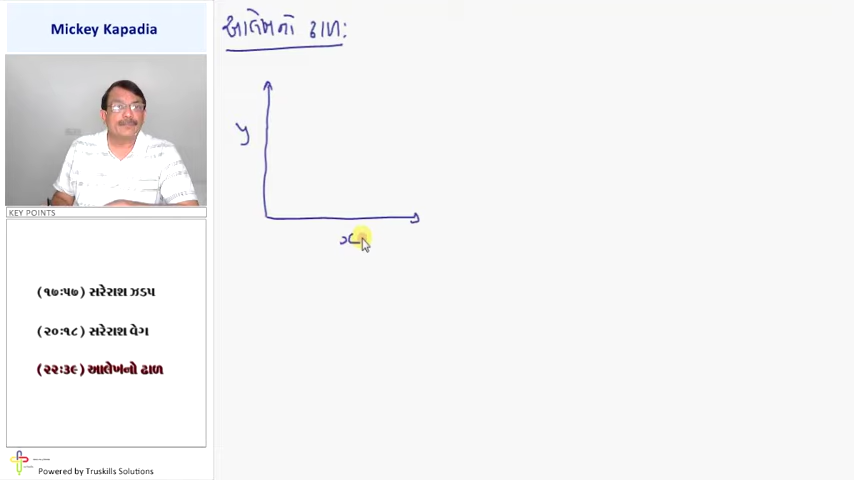 Mickey Kapadia
આલેખનો ઢાળ:
y
x
KEY POINTS
(૧૭:૫૭) સરેરાશ ઝડપ
(૨૦:૧૮) સરેરાશ વેગ
(૨૨:૩૯) આલેખનો ઢાળ
Powered by Truskills Solutions